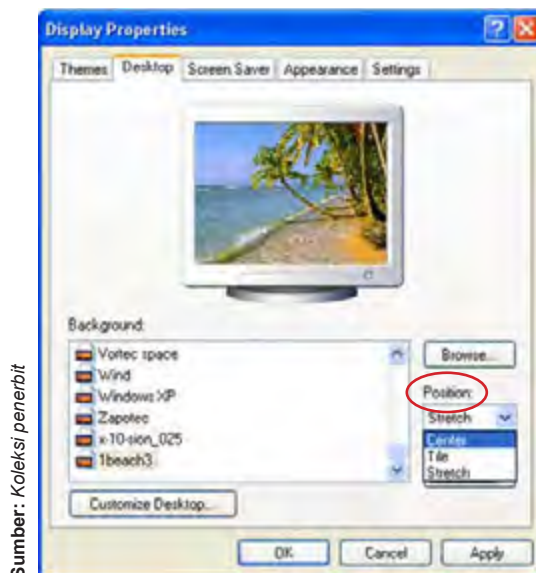 Display Properties
Themes Desktop Screen Saver Appearance Settings
Background:
Vortec space
Wind
Windows XP
Zapotec
x-10-sion_025
1beach3
Browse...
Position:
Stretch
Center
Tile
Stretch
Customize Desktop...
OK Cancel Apply
Sumber: Koleksi penerbit